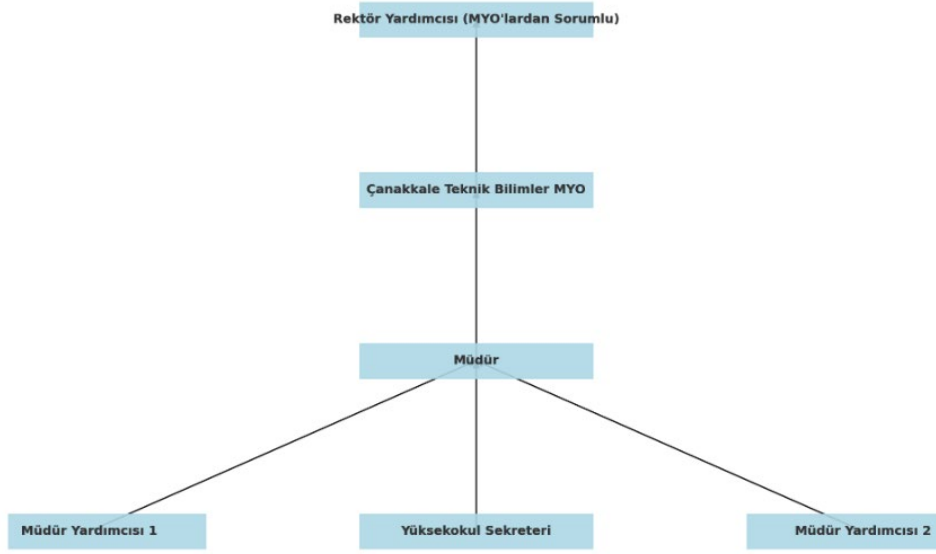 Rektör Yardımcısı (MYO'lardan Sorumlu)
Çanakkale Teknik Bilimler MYO
Müdür
Müdür Yardımcısı 1
Yüksekokul Sekreteri
Müdür Yardımcısı 2